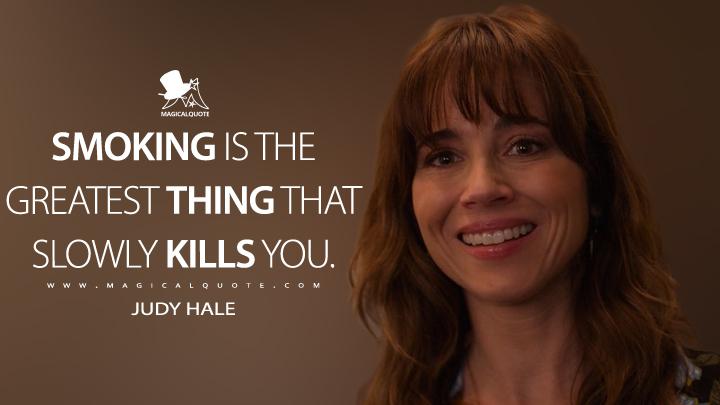 MAGICALQUOTE
SMOKING IS THE
GREATEST THING THAT
SLOWLY KILLS YOU.
WWW.MAGICALQUOTE.COM
JUDY HALE